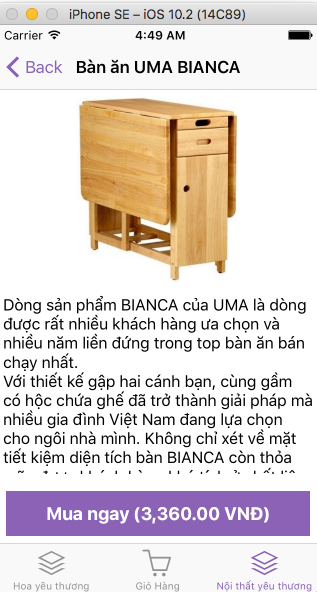 iPhone SE – iOS 10.2 (14C89)
Carrier 4:49 AM
Back Bàn ăn UMA BIANCA
Dòng sản phẩm BIANCA của UMA là dòng
được rất nhiều khách hàng ưa chọn và
nhiều năm liền đứng trong top bàn ăn bán
chạy nhất.
Với thiết kế gập hai cánh bạn, cùng gầm
có hộc chứa ghế đã trở thành giải pháp mà
nhiều gia đình Việt Nam đang lựa chọn
cho ngôi nhà mình. Không chỉ xét về mặt
tiết kiệm diện tích bàn BIANCA còn thỏa
Mua ngay (3,360.00 VNĐ)
Hoa yêu thương Giỏ Hàng Nội thất yêu thương